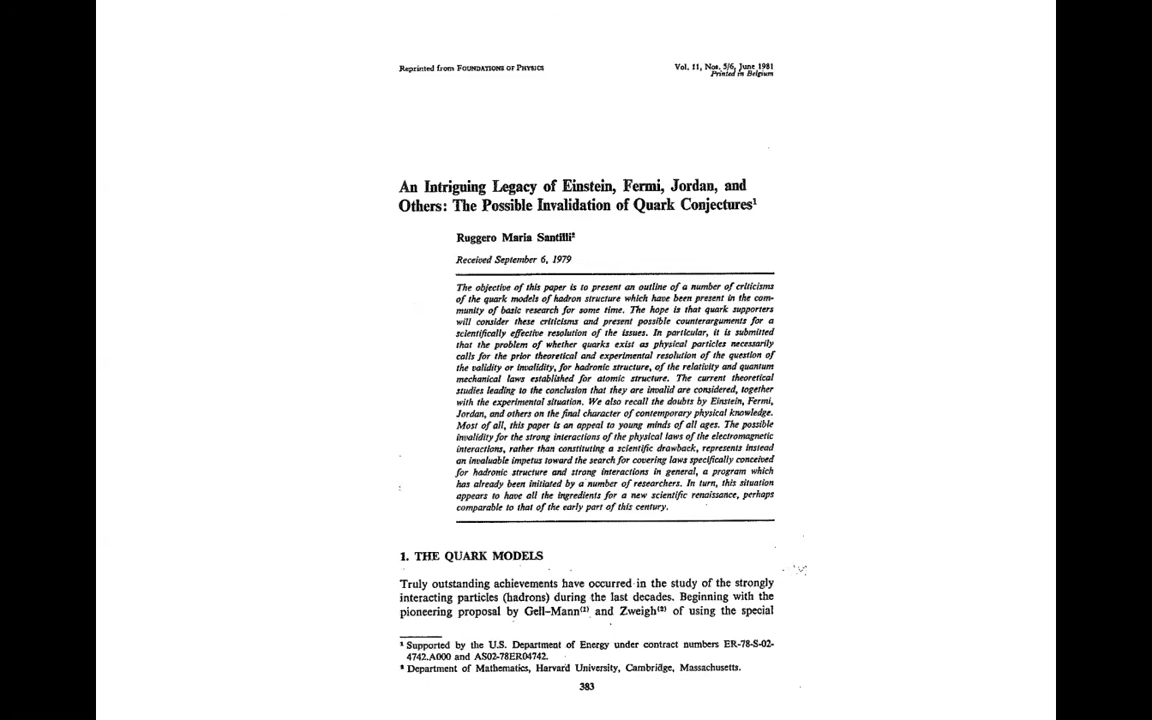 Reprinted from FOUNDATIONS OF PHYSICS
Vol. 11, Nos. 5/6, June 1981
Printed in Belgium
An Intriguing Legacy of Einstein, Fermi, Jordan, and
Others: The Possible Invalidation of Quark Conjectures¹
Ruggero Maria Santilli²
Received September 6, 1979
The objective of this paper is to present an outline of a number of criticisms
of the quark models of hadron structure which have been present in the com-
munity of basic research for some time. The hope is that quark supporters
will consider these criticisms and present possible counterarguments for a
scientifically effective resolution of the issues. In particular, it is submitted
that the problem of whether quarks exist as physical particles necessarily
calls for the prior theoretical and experimental resolution of the question of
the validity or invalidity, for hadronic structure, of the relativity and quantum
mechanical laws established for atomic structure. The current theoretical
studies leading to the conclusion that they are invalid are considered, together
with the experimental situation. We also recall the doubts by Einstein, Fermi,
Jordan, and others on the final character of contemporary physical knowledge.
Most of all, this paper is an appeal to young minds of all ages. The possible
invalidity for the strong interactions of the physical laws of the electromagnetic
interactions, rather than constituting a scientific drawback, represents instead
an invaluable impetus toward the search for covering laws specifically conceived
for hadronic structure and strong interactions in general, a program which
has already been initiated by a number of researchers. In turn, this situation
appears to have all the ingredients for a new scientific renaissance, perhaps
comparable to that of the early part of this century.
1. THE QUARK MODELS
Truly outstanding achievements have occurred in the study of the strongly
interacting particles (hadrons) during the last decades. Beginning with the
pioneering proposal by Gell-Mann⁽¹⁾ and Zweigh⁽²⁾ of using the special
¹ Supported by the U.S. Department of Energy under contract numbers ER-78-S-02-
4742.A000 and AS02-78ER04742.
² Department of Mathematics, Harvard University, Cambridge, Massachusetts.
383